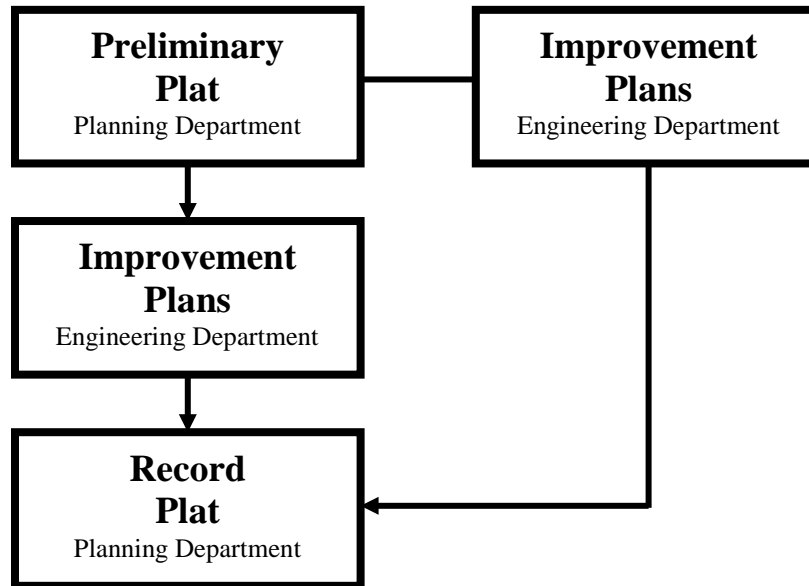 Preliminary
Plat
Planning Department
Improvement
Plans
Engineering Department
Improvement
Plans
Engineering Department
Record
Plat
Planning Department